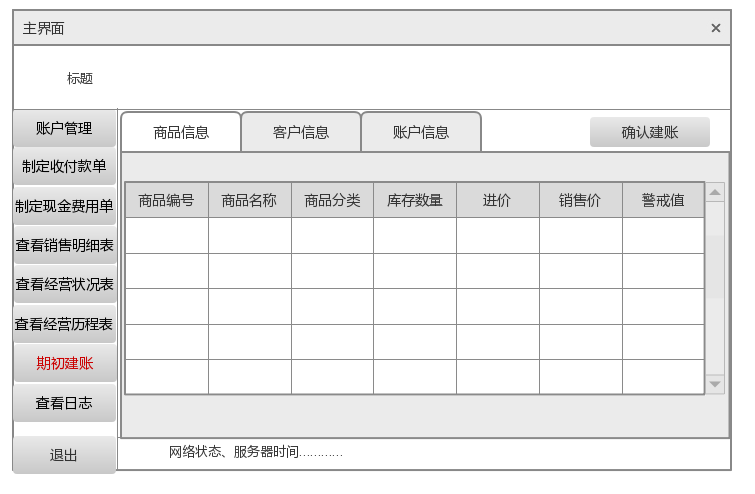 主界面
标题
账户管理
制定收付款单
制定现金费用单
查看销售明细表
查看经营状况表
查看经营历程表
期初建账
查看日志
退出
商品信息 客户信息 账户信息 确认建账
商品编号 商品名称 商品分类 库存数量 进价 销售价 警戒值
网络状态、服务器时间…………